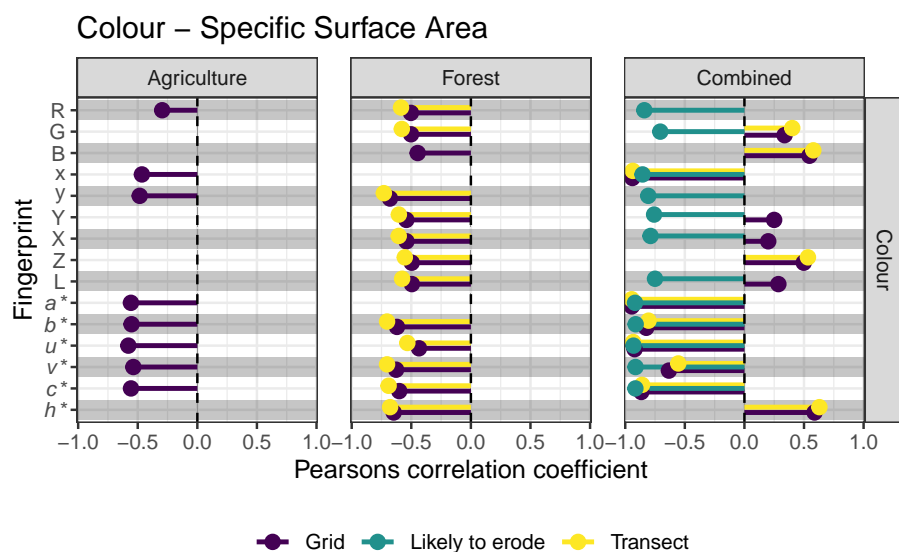 Colour – Specific Surface Area
Agriculture
Forest
Combined
Fingerprint
R
G
B
x
y
Y
X
Z
L
a*
b*
u*
v*
c*
h*
Colour
−1.0 −0.5 0.0 0.5 1.0
−1.0 −0.5 0.0 0.5 1.0
−1.0 −0.5 0.0 0.5 1.0
Pearsons correlation coefficient
Grid Likely to erode Transect